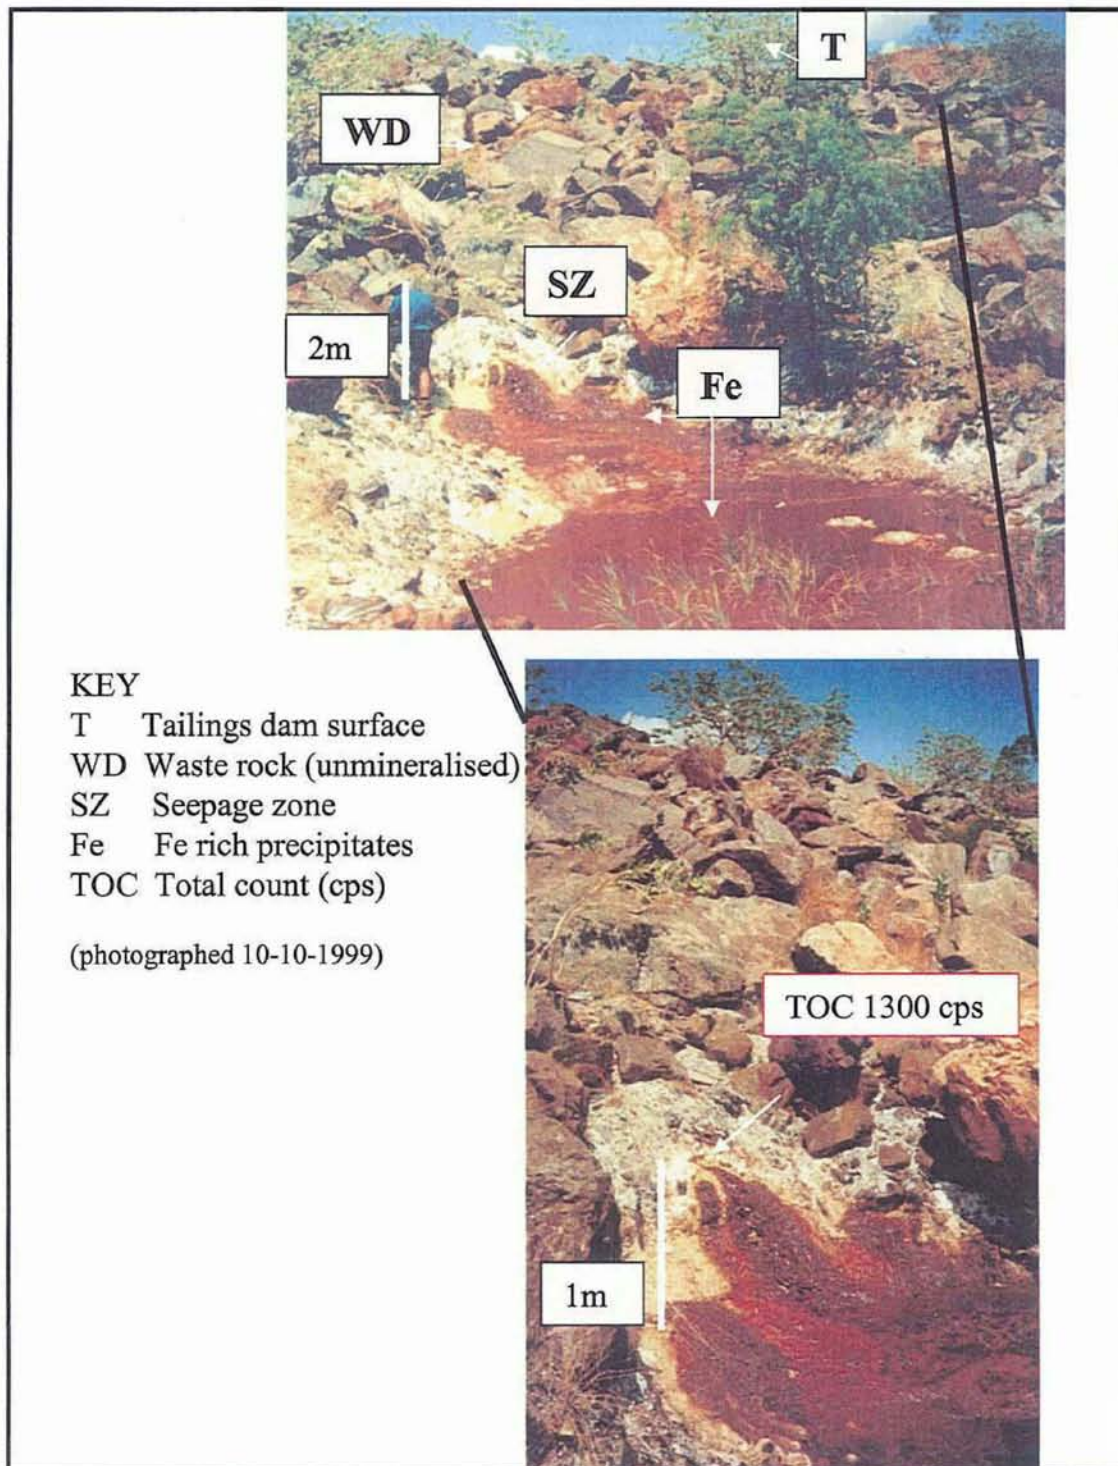 T
WD
SZ
2m
Fe
KEY
T Tailings dam surface
WD Waste rock (unmineralised)
SZ Seepage zone
Fe Fe rich precipitates
TOC Total count (cps)
(photographed 10-10-1999)
TOC 1300 cps
1m